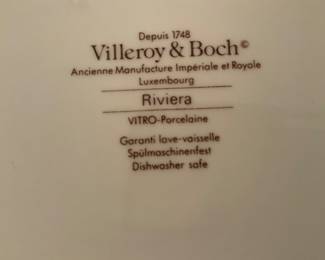 Depuis 1748
Villeroy & Boch©
Ancienne Manufacture Impériale et Royale
Luxembourg
Riviera
VITRO-Porcelaine
Garanti lave-vaisselle
Spülmaschinenfest
Dishwasher safe